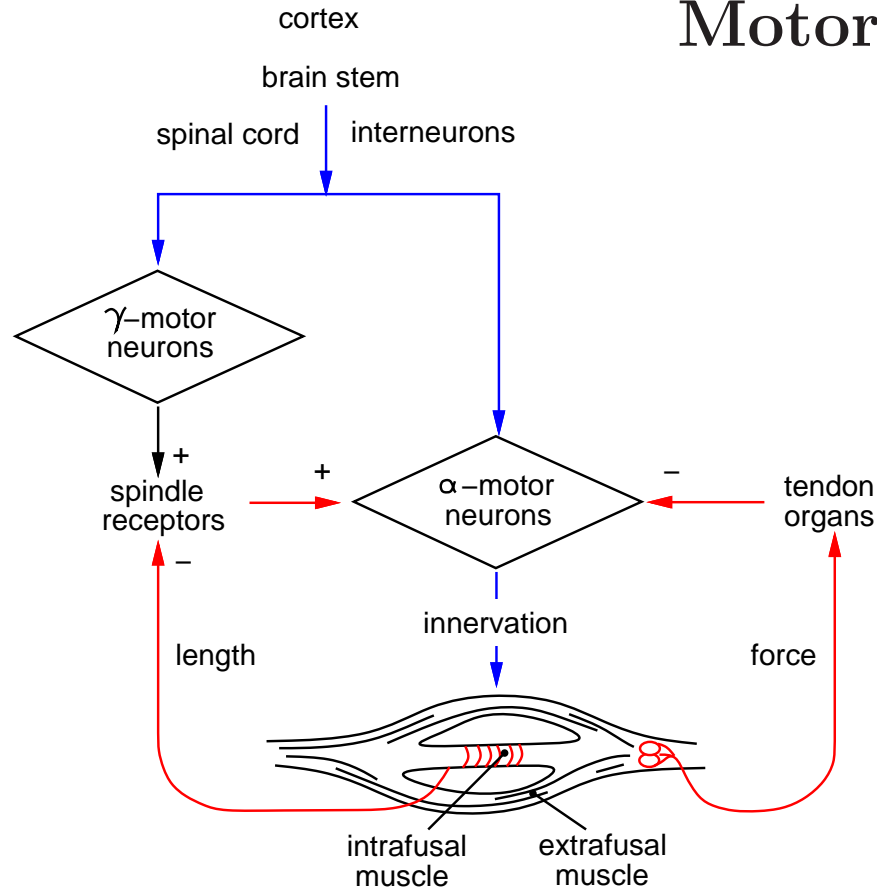 Motor
cortex
brain stem
spinal cord
interneurons
γ–motor
neurons
+
spindle
receptors
+
α–motor
neurons
–
tendon
organs
–
innervation
length
force
intrafusal
muscle
extrafusal
muscle